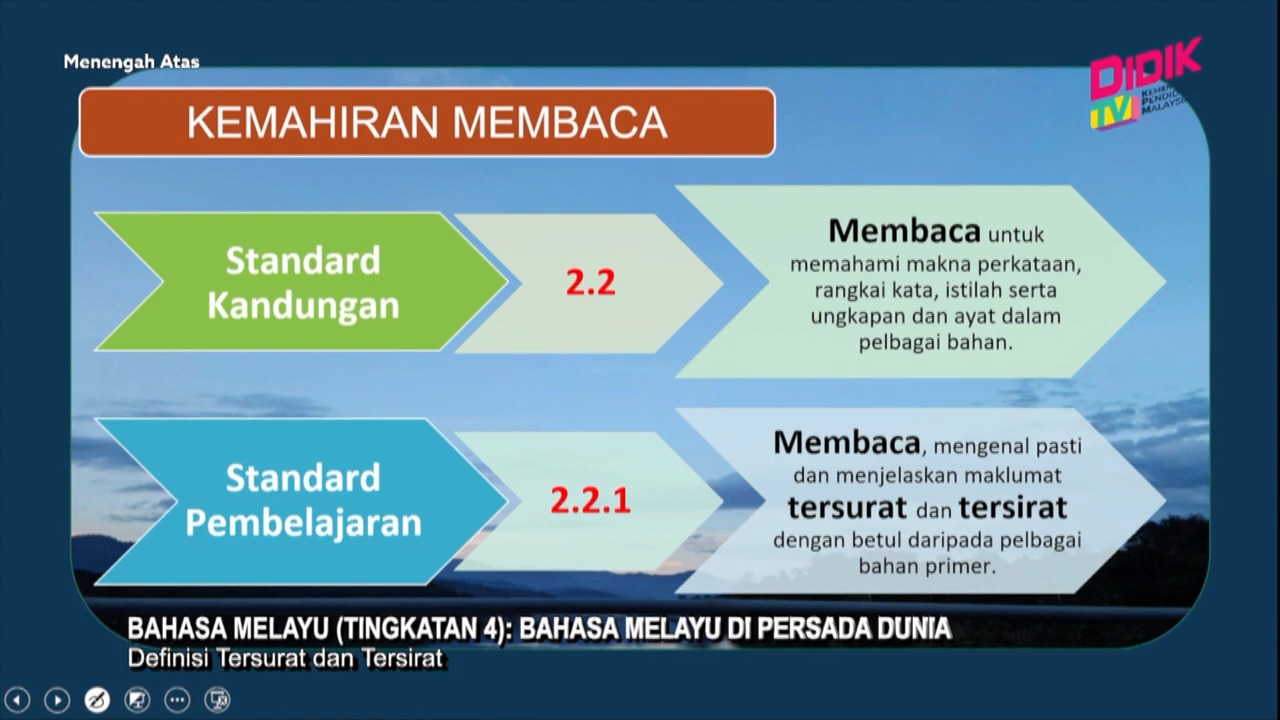 Menengah Atas
DIDIK
TV
KEMENTERIAN
PENDIDIKAN
MALAYSIA
KEMAHIRAN MEMBACA
Standard
Kandungan
2.2
Membaca untuk
memahami makna perkataan,
rangkai kata, istilah serta
ungkapan dan ayat dalam
pelbagai bahan.
Standard
Pembelajaran
2.2.1
Membaca, mengenal pasti
dan menjelaskan maklumat
tersurat dan tersirat
dengan betul daripada pelbagai
bahan primer.
BAHASA MELAYU (TINGKATAN 4): BAHASA MELAYU DI PERSADA DUNIA
Definisi Tersurat dan Tersirat